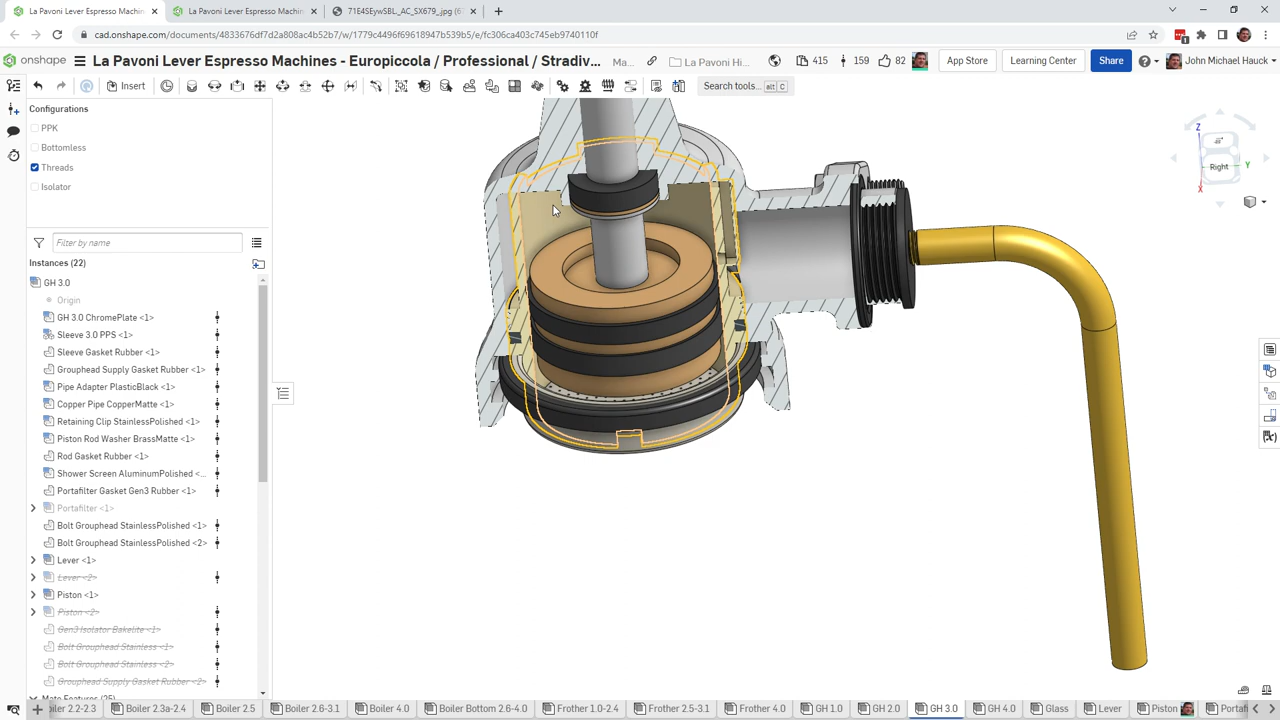 La Pavoni Lever Espresso Machin
La Pavoni Lever Espresso Machin
71E4SEywSBL._AC_SX679_.jpg (67
cad.onshape.com/documents/4833676df7d2a808ac4b52b7/w/1779c4496f69618947b539b5/e/fc306ca403c745eb9740110f
onshape
La Pavoni Lever Espresso Machines - Europiccola / Professional / Stradiv...
Ma...
La Pavoni Hi...
415
159
82
App Store
Learning Center
Share
John Michael Hauck
Insert
Search tools...
alt
C
Configurations
PPK
Bottomless
Threads
Isolator
Filter by name
Instances (22)
GH 3.0
Origin
GH 3.0 ChromePlate <1>
Sleeve 3.0 PPS <1>
Sleeve Gasket Rubber <1>
Grouphead Supply Gasket Rubber <1>
Pipe Adapter PlasticBlack <1>
Copper Pipe CopperMatte <1>
Retaining Clip StainlessPolished <1>
Piston Rod Washer BrassMatte <1>
Rod Gasket Rubber <1>
Shower Screen AluminumPolished <...
Portafilter Gasket Gen3 Rubber <1>
Portafilter <1>
Bolt Grouphead StainlessPolished <1>
Bolt Grouphead StainlessPolished <2>
Lever <1>
Lever <2>
Piston <1>
Piston <2>
Gen3 Isolator Bakelite <1>
Bolt Grouphead Stainless <1>
Bolt Grouphead Stainless <2>
Grouphead Supply Gasket Rubber <2>
Mate Features (25)
Z
Y
X
Right
oiler 2.2-2.3
Boiler 2.3a-2.4
Boiler 2.5
Boiler 2.6-3.1
Boiler 4.0
Boiler Bottom 2.6-4.0
Frother 1.0-2.4
Frother 2.5-3.1
Frother 4.0
GH 1.0
GH 2.0
GH 3.0
GH 4.0
Glass
Lever
Piston
Portafi